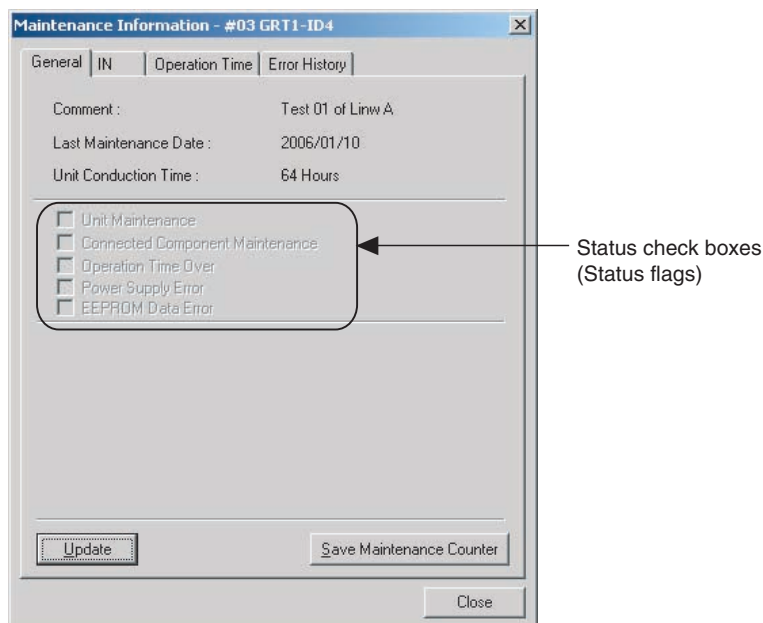 Maintenance Information - #03 GRT1-ID4
General IN Operation Time Error History
Comment : Test 01 of Linw A
Last Maintenance Date : 2006/01/10
Unit Conduction Time : 64 Hours
Unit Maintenance
Connected Component Maintenance
Operation Time Over
Power Supply Error
EEPROM Data Error
Status check boxes
(Status flags)
Update Save Maintenance Counter
Close